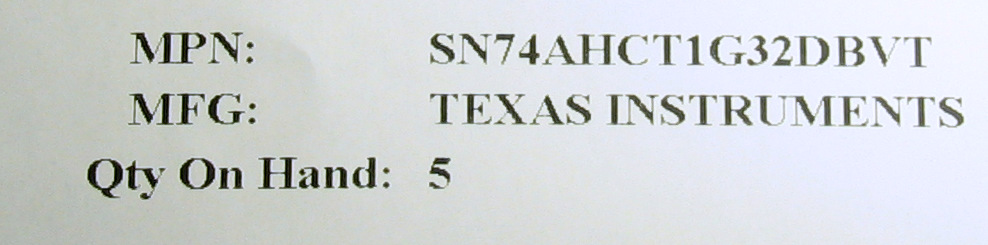 MPN: SN74AHCT1G32DBVT
MFG: TEXAS INSTRUMENTS
Qty On Hand: 5